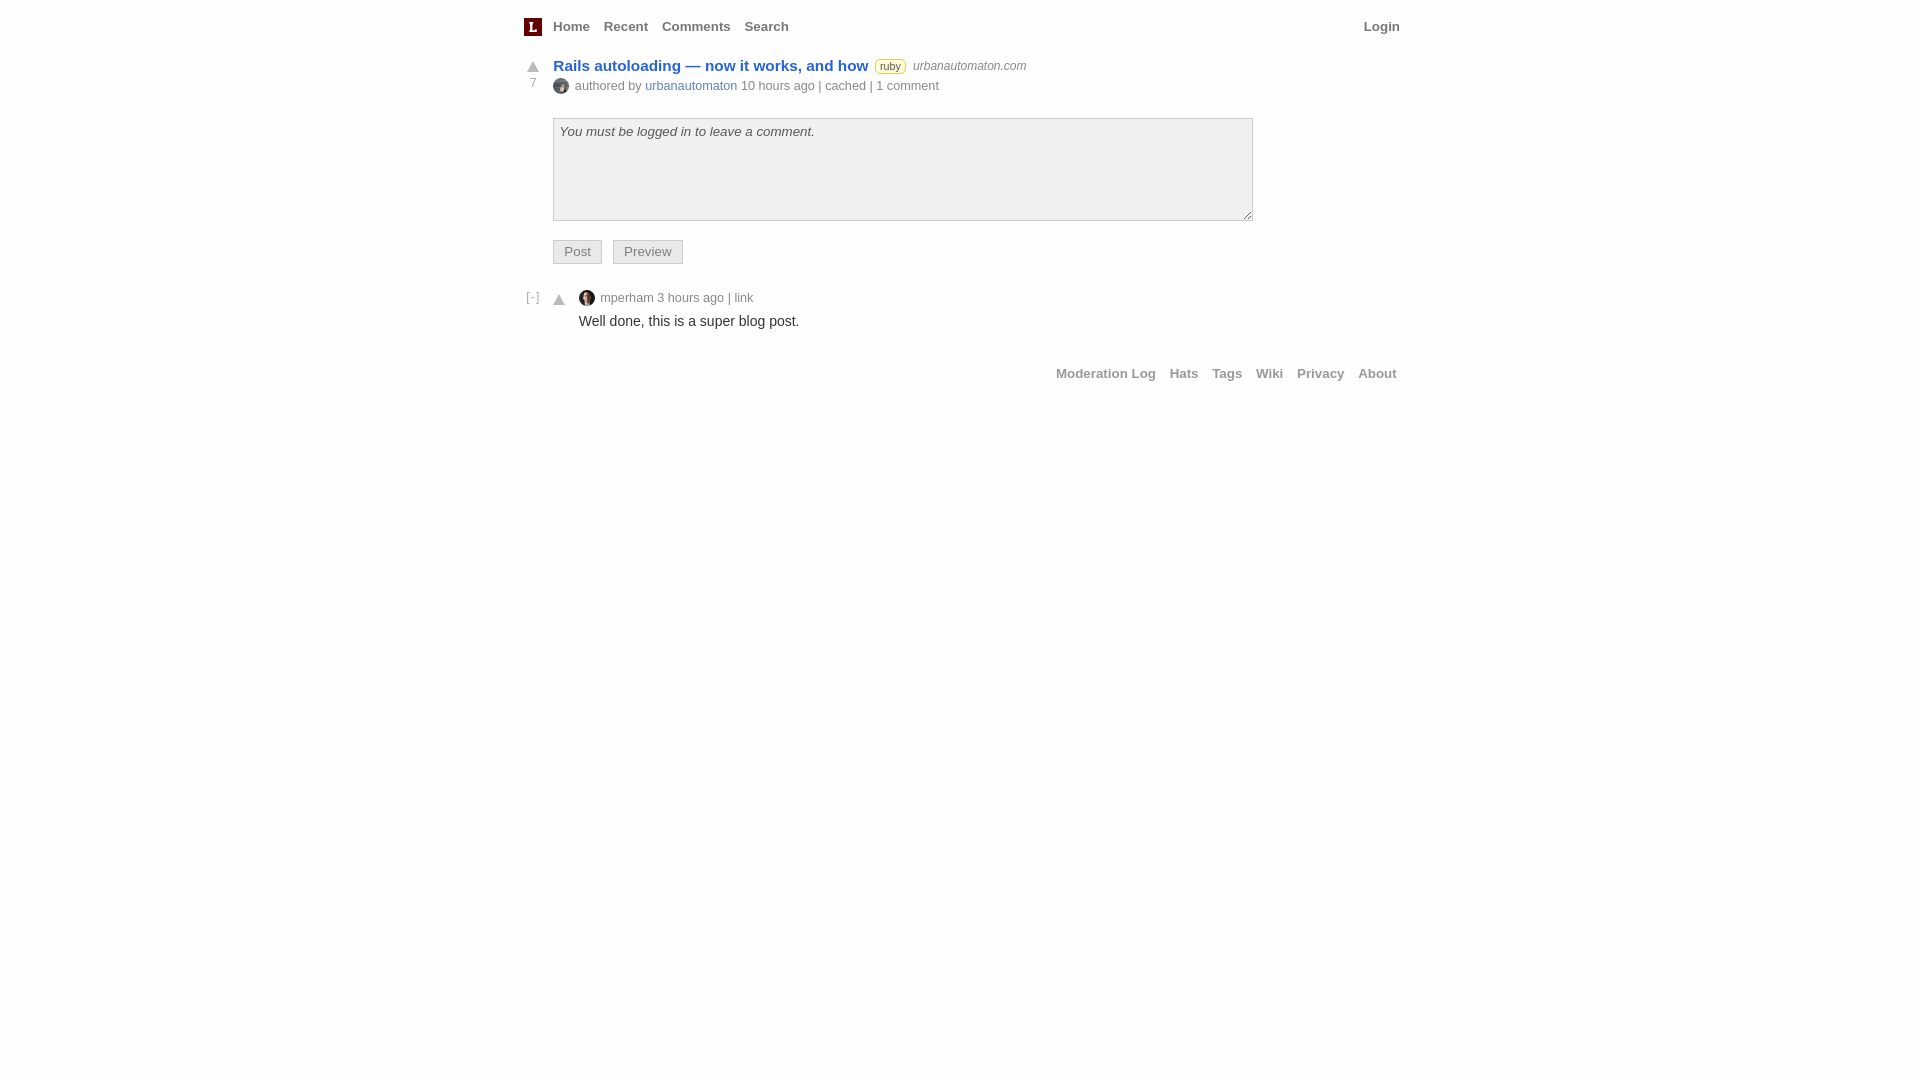 L Home Recent Comments Search Login
Rails autoloading — now it works, and how ruby urbanautomaton.com
7
authored by urbanautomaton 10 hours ago | cached | 1 comment
You must be logged in to leave a comment.
Post Preview
[-] mperham 3 hours ago | link
Well done, this is a super blog post.
Moderation Log Hats Tags Wiki Privacy About